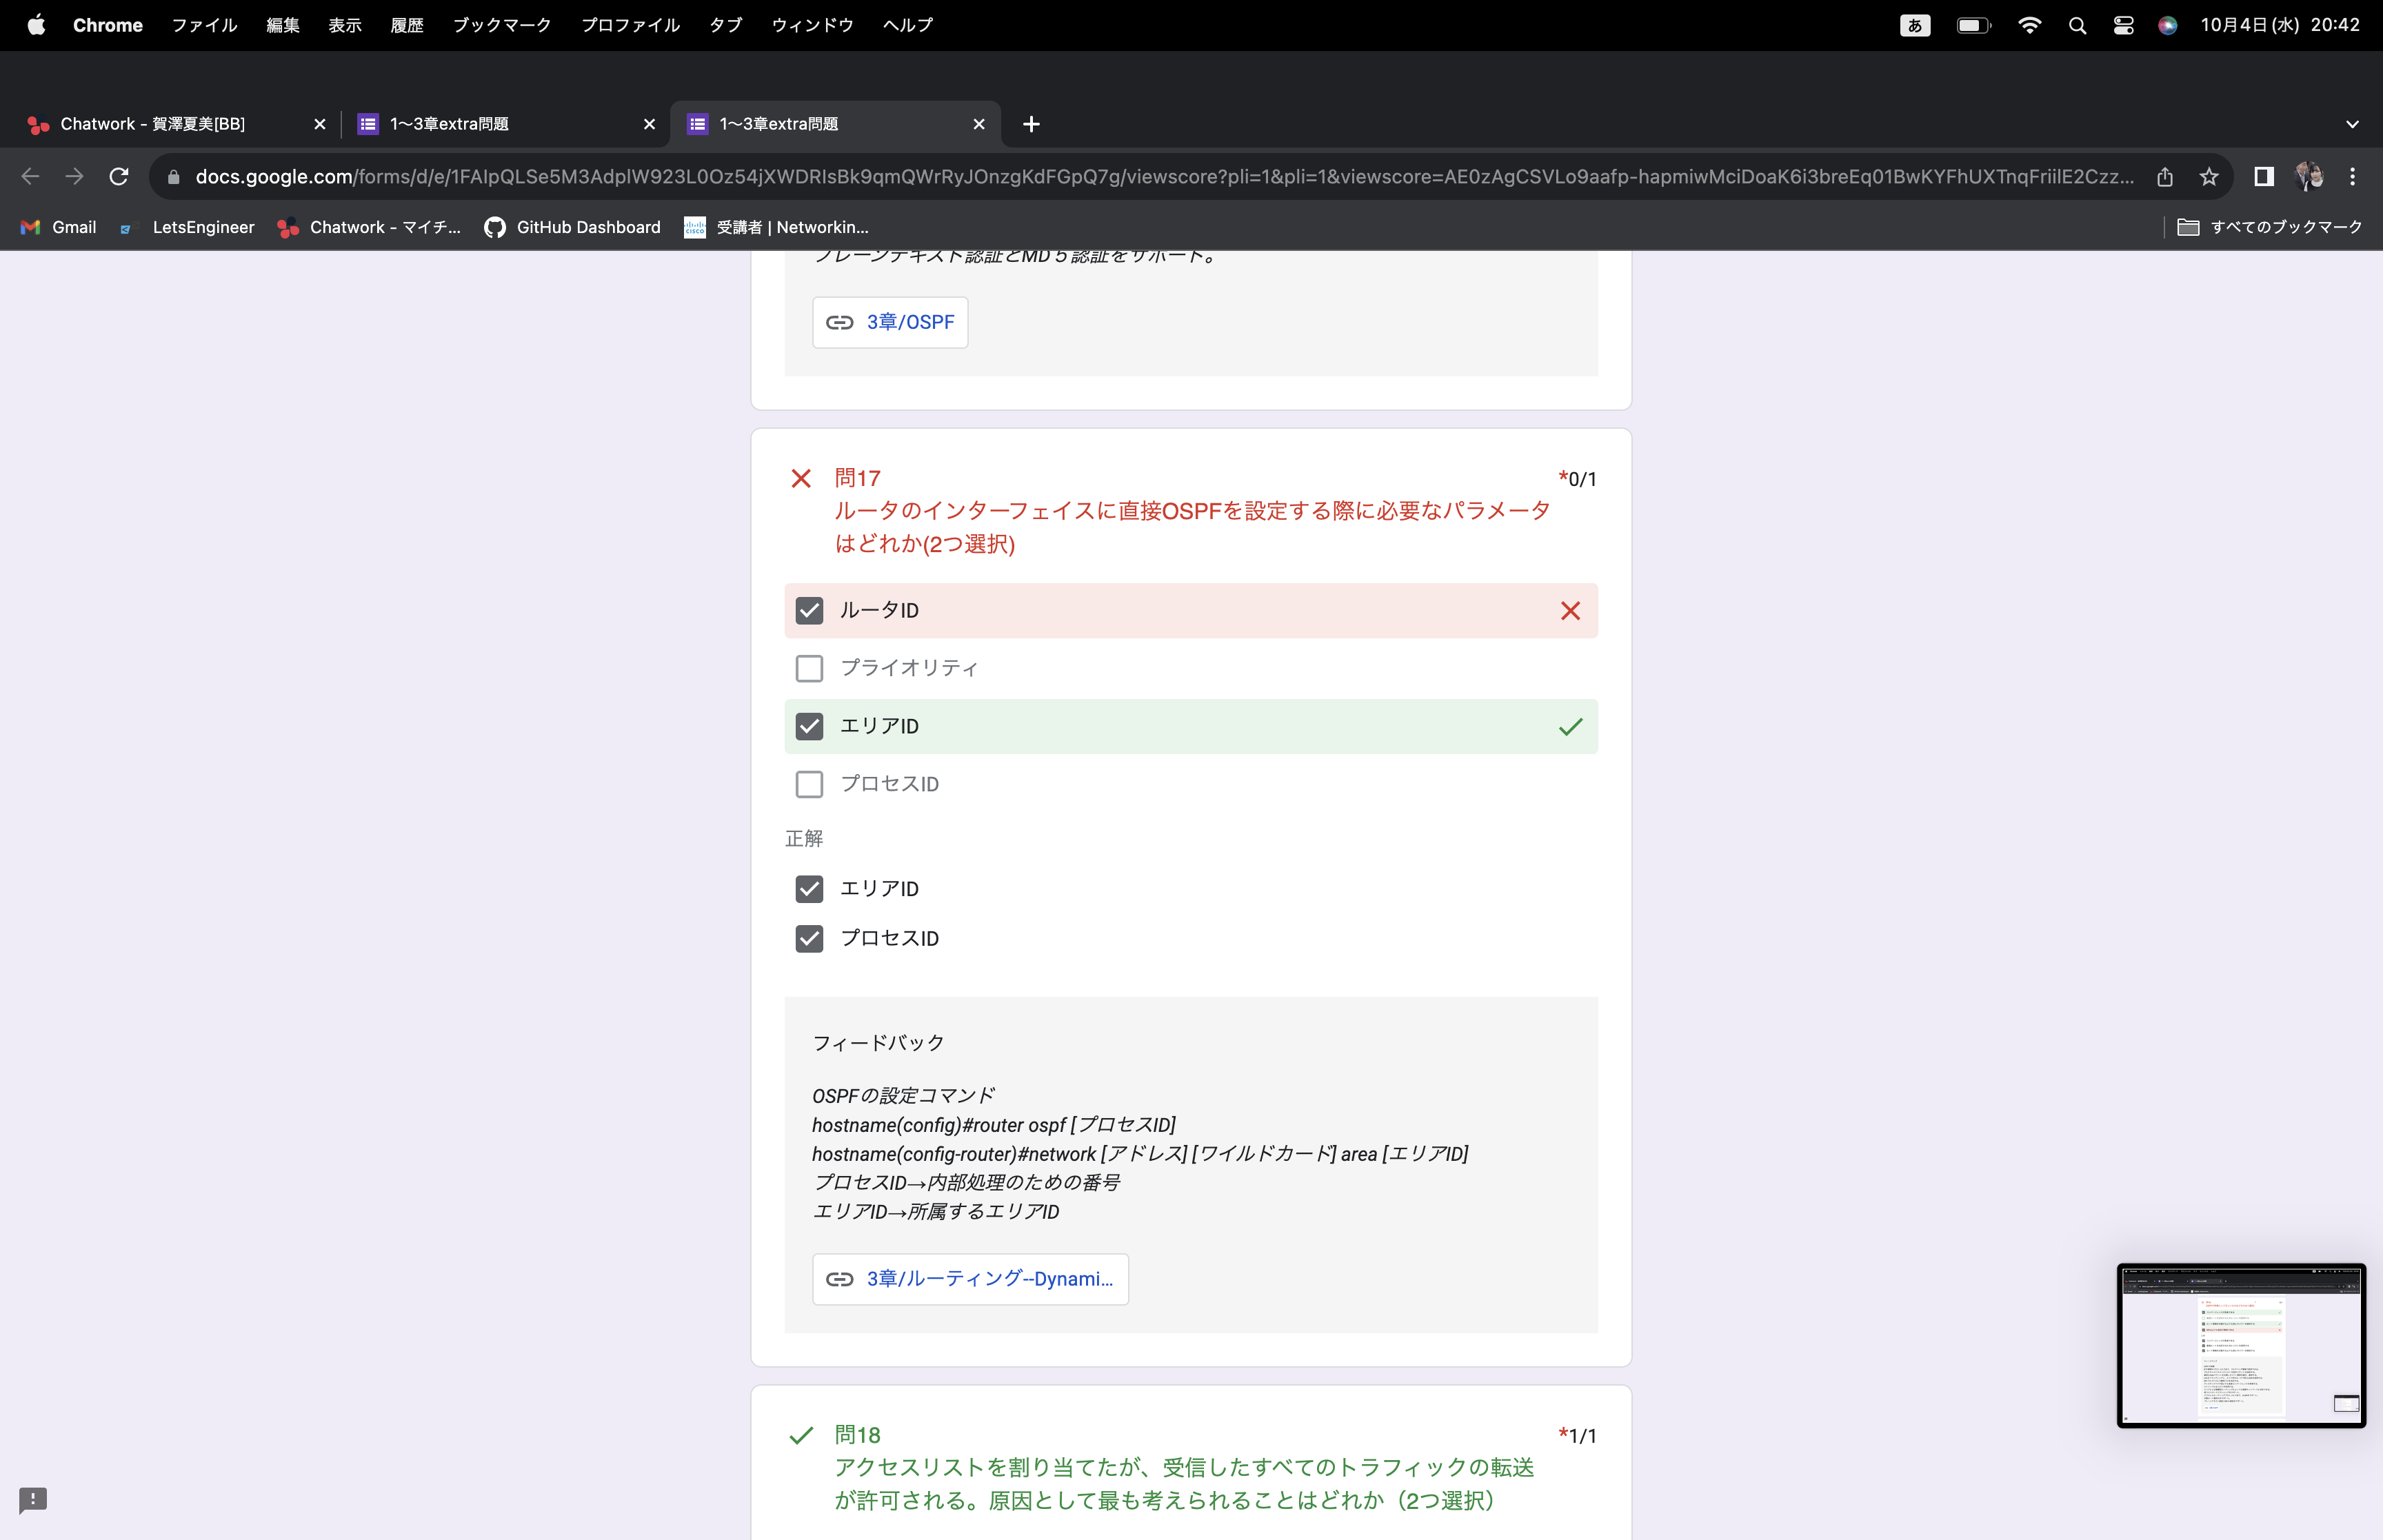 Chrome ファイル 編集 表示 履歴 ブックマーク プロファイル タブ ウィンドウ ヘルプ あ 10月4日(水) 20:42
Chatwork - 賀澤夏美[BB] 1〜3章extra問題 1〜3章extra問題
docs.google.com/forms/d/e/1FAIpQLSe5M3AdpIW923L0Oz54jXWDRIsBk9qmQWrRyJOnzgKdFGpQ7g/viewscore?pli=1&pli=1&viewscore=AE0zAgCSVLo9aafp-hapmiwMciDoaK6i3breEq01BwKYFhUXTnqFriilE2Czz...
Gmail LetsEngineer Chatwork - マイチ... GitHub Dashboard 受講者 | Networkin... すべてのブックマーク
プレーンテキスト認証とMD５認証をサポート。
3章/OSPF
問17 *0/1
ルータのインターフェイスに直接OSPFを設定する際に必要なパラメータ
はどれか(2つ選択)
ルータID
プライオリティ
エリアID
プロセスID
正解
エリアID
プロセスID
フィードバック
OSPFの設定コマンド
hostname(config)#router ospf [プロセスID]
hostname(config-router)#network [アドレス] [ワイルドカード] area [エリアID]
プロセスID→内部処理のための番号
エリアID→所属するエリアID
3章/ルーティング--Dynami...
問18 *1/1
アクセスリストを割り当てたが、受信したすべてのトラフィックの転送
が許可される。原因として最も考えられることはどれか（2つ選択）